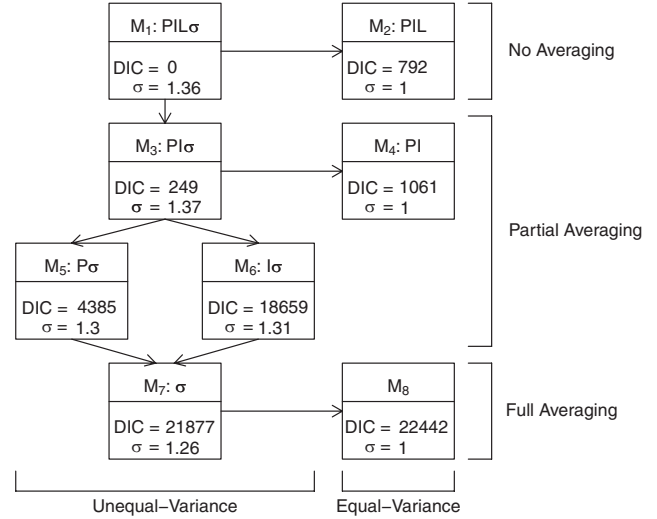 M₁: PILσ
DIC = 0
σ = 1.36
M₂: PIL
DIC = 792
σ = 1
No Averaging
M₃: PIσ
DIC = 249
σ = 1.37
M₄: PI
DIC = 1061
σ = 1
Partial Averaging
M₅: Pσ
DIC = 4385
σ = 1.3
M₆: Iσ
DIC = 18659
σ = 1.31
M₇: σ
DIC = 21877
σ = 1.26
M₈
DIC = 22442
σ = 1
Full Averaging
Unequal−Variance
Equal−Variance